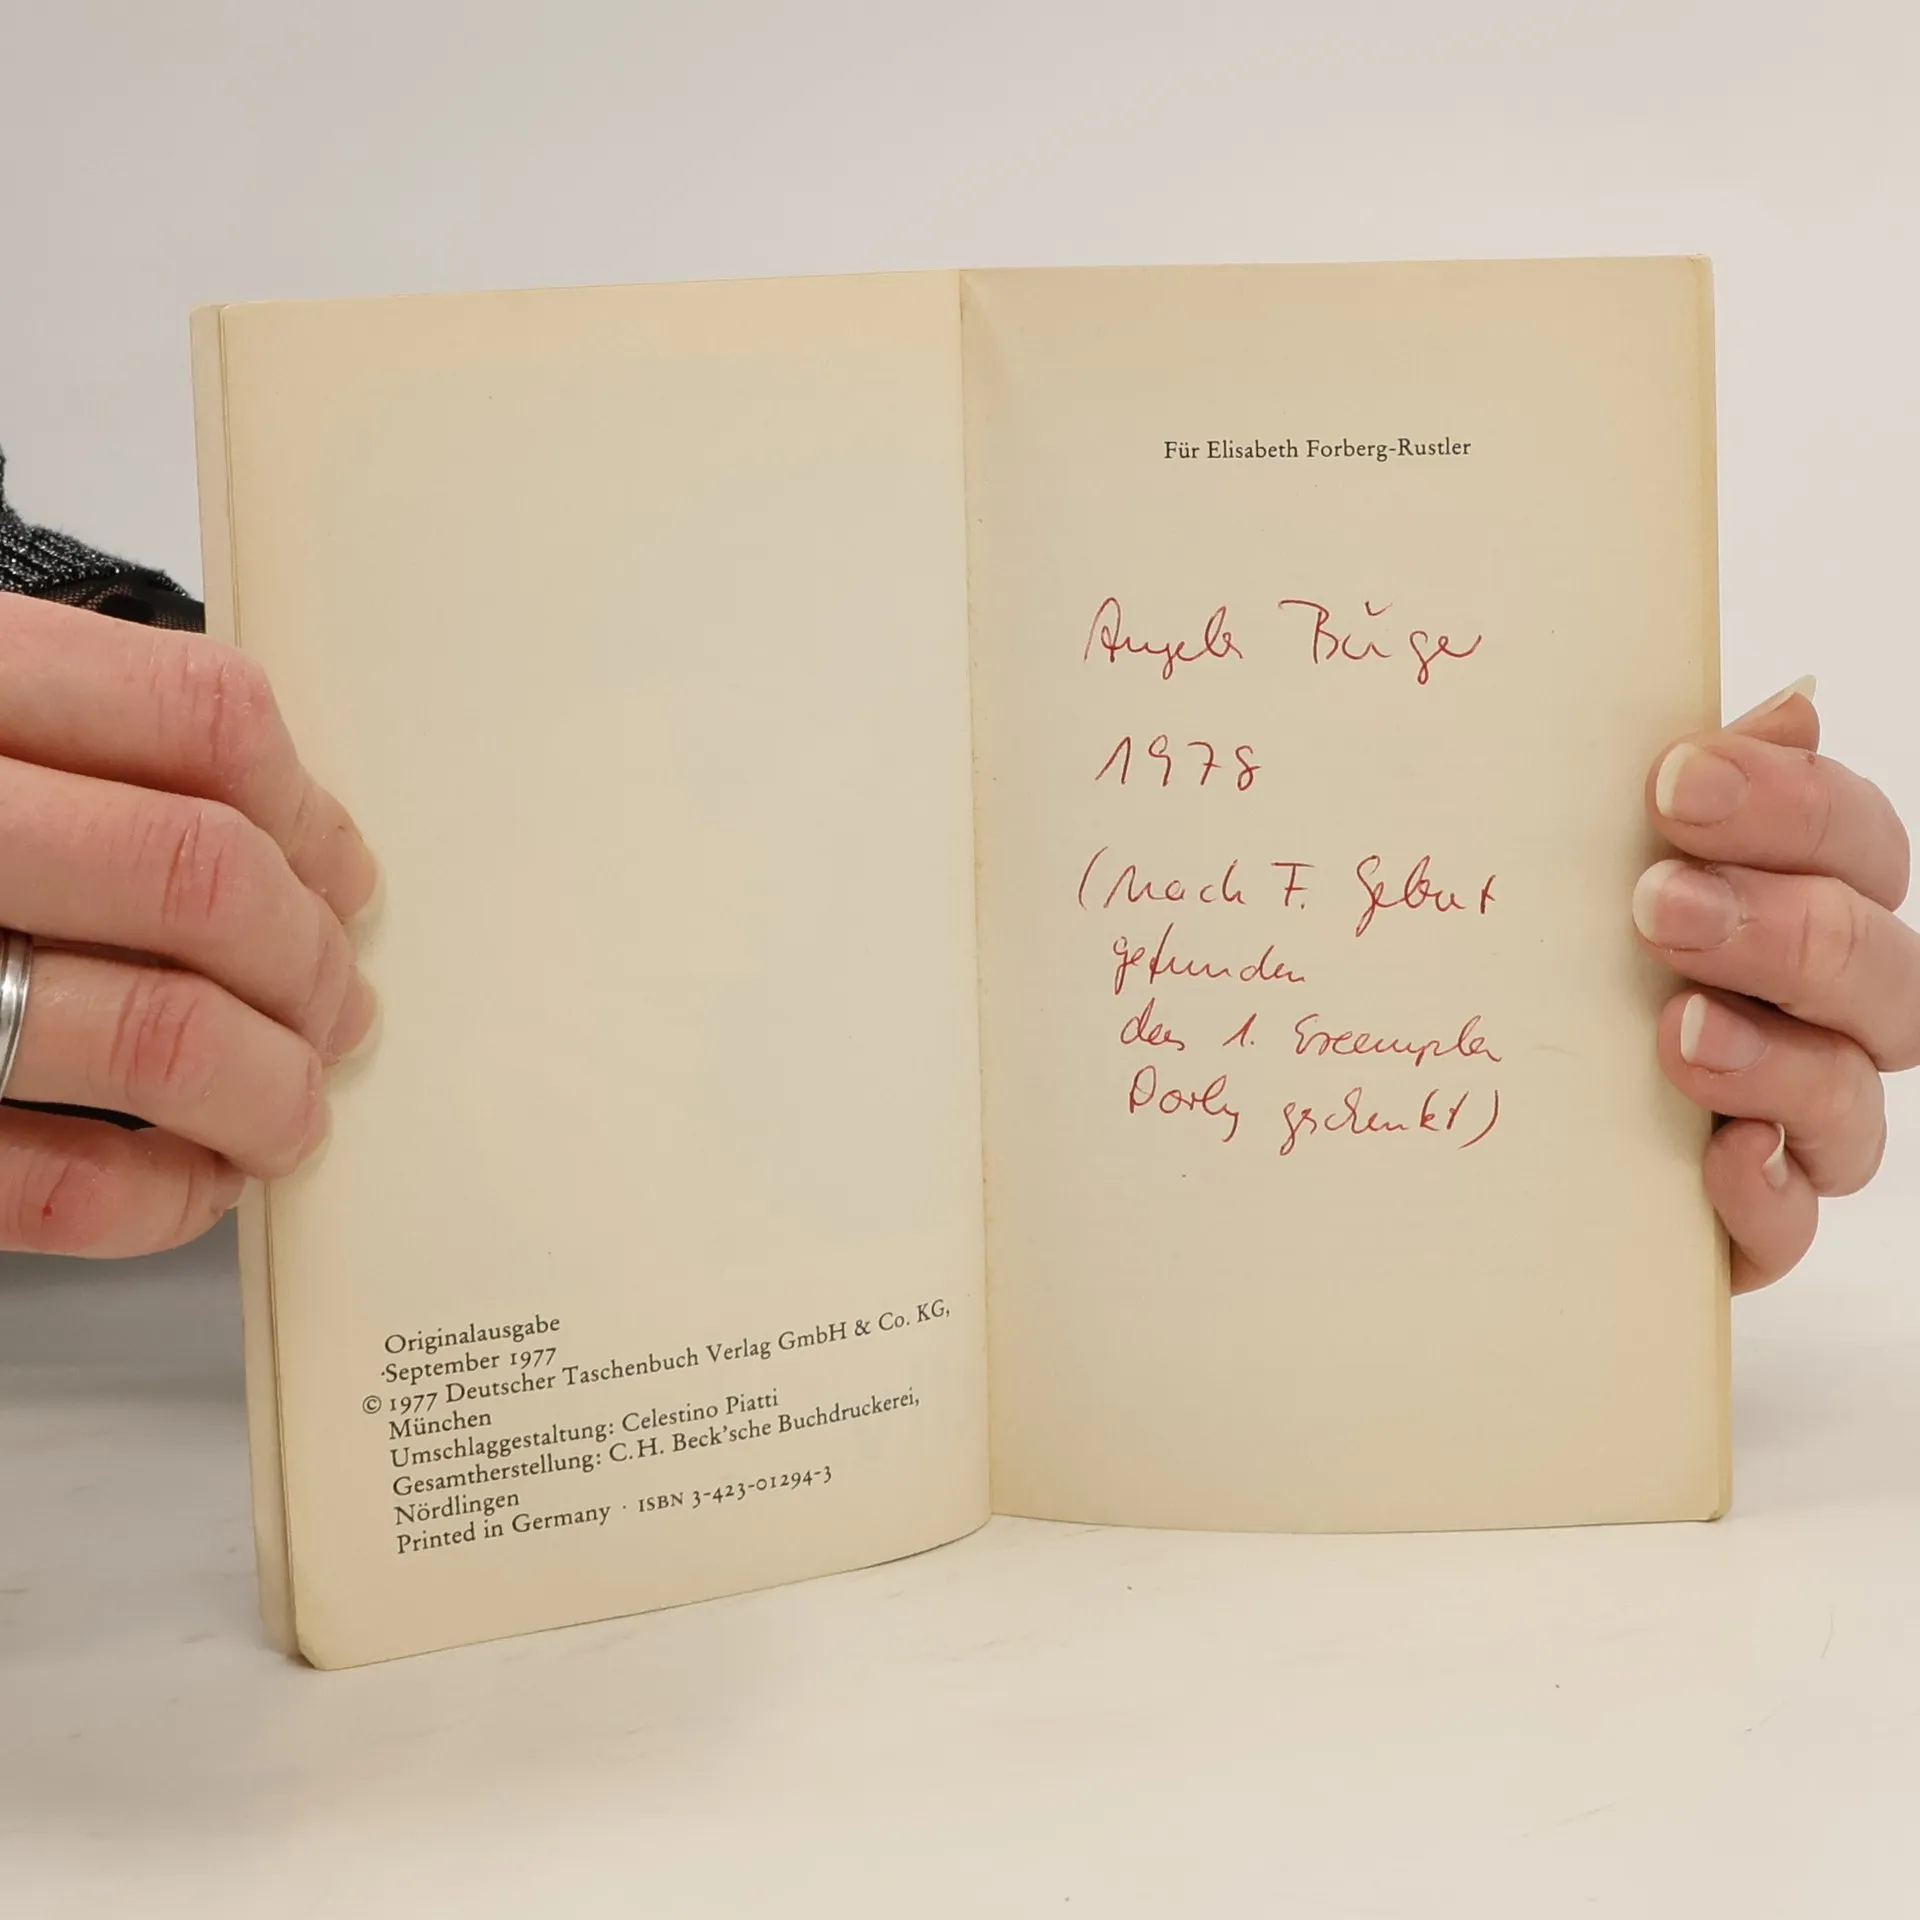 Originalausgabe
September 1977
© 1977 Deutscher Taschenbuch Verlag GmbH & Co. KG,
München
Umschlaggestaltung: Celestino Piatti
Gesamtherstellung: C.H. Beck'sche Buchdruckerei,
Nördlingen
Printed in Germany · ISBN 3-423-01294-3
Für Elisabeth Forberg-Rustler
Angela
1978
(nach F. Geburt
gefunden
das 1. Exemplar
Dorly geschenkt)